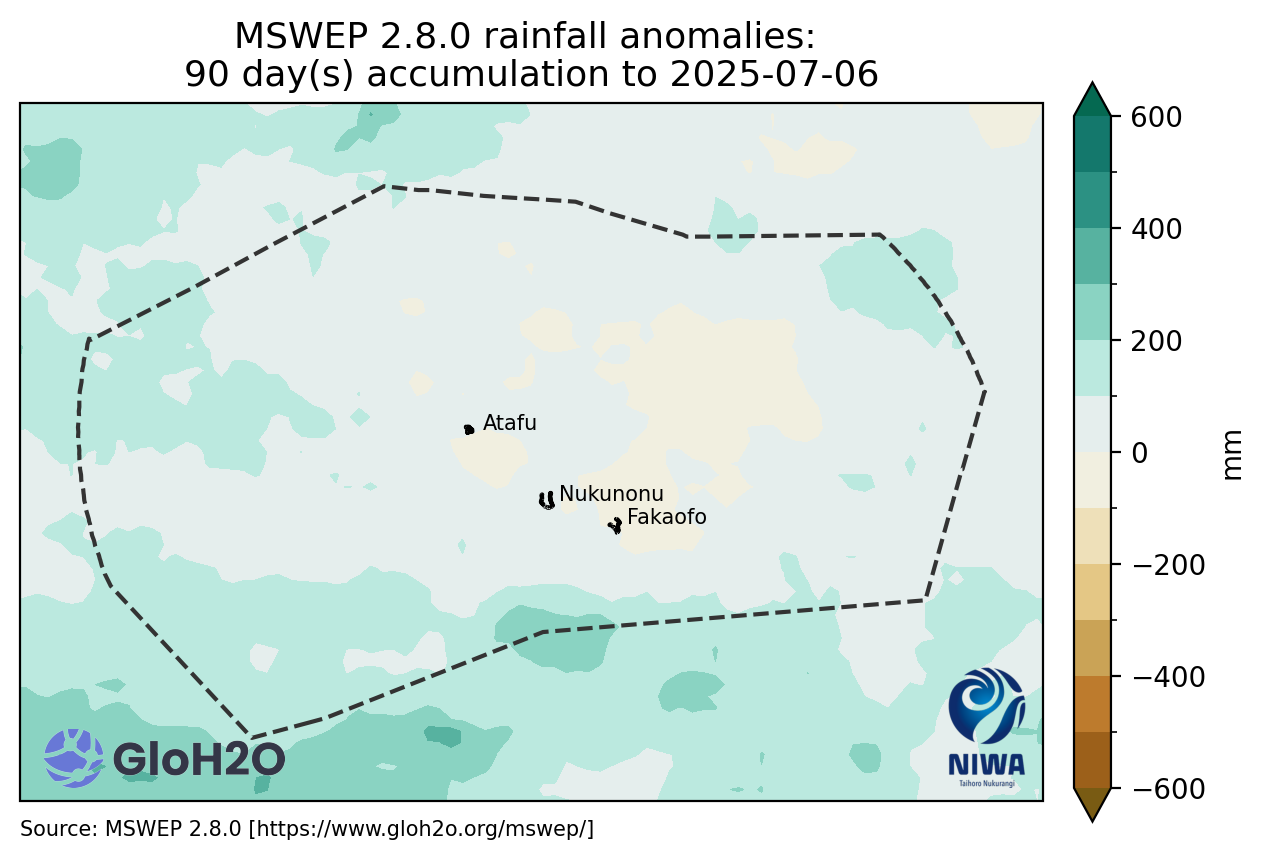 MSWEP 2.8.0 rainfall anomalies:
90 day(s) accumulation to 2025-07-06
600
400
200
0
−200
−400
−600
mm
Atafu
Nukunonu
Fakaofo
GloH2O
NIWA
Taihoro Nukurangi
Source: MSWEP 2.8.0 [https://www.gloh2o.org/mswep/]